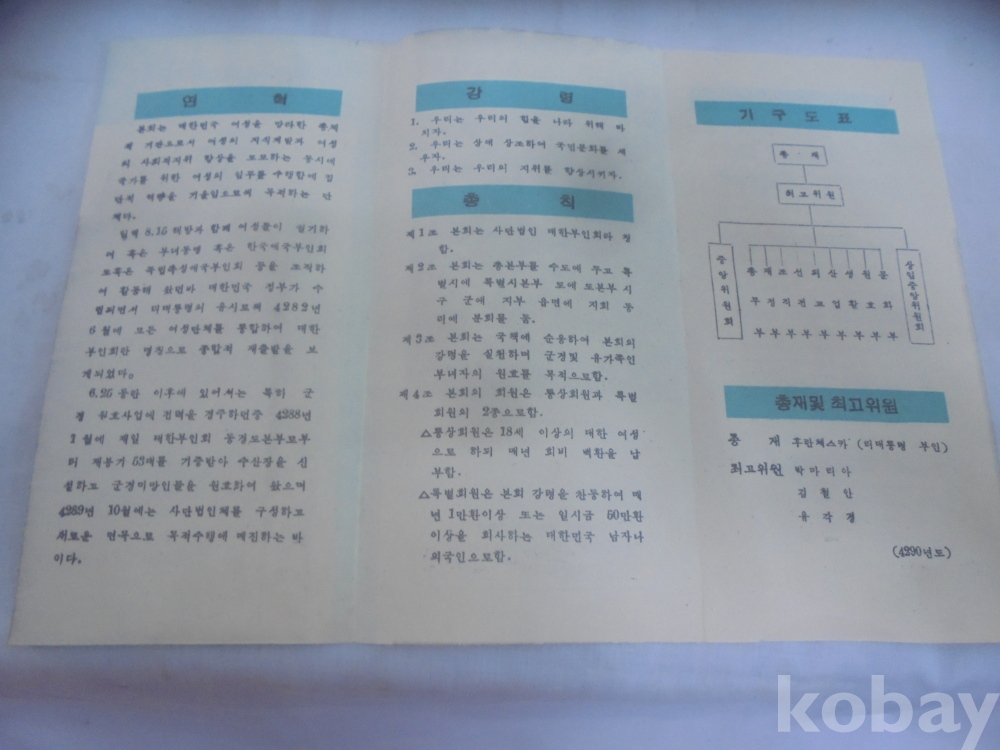 연 혁
본회는 대한민국 여성을 망라한 총체
적 기관으로서 여성의 지식계발과 여성
의 사회적지위 향상을 도모하는 동시에
국가를 위한 여성의 임무를 수행함에 집
단적 역량을 기울임으로써 목적하는 단
체다.
일찍 8.15 해방과 함께 여성들이 궐기하
여 혹은 부녀동맹 혹은 한국애국부인회
또혹은 독립촉성애국부인회 등을 조직하
여 활동해 왔던바 대한민국 정부가 수
립되면서 리대통령의 유시로써 4282년
월에 모든 여성단체를 통합하여 대한
부인회란 명칭으로 종합적 재출발을 보
게되었다.
6.25 동란 이후에 있어서는 특히 군
경 원호사업에 전력을 경주하던중 4288년
1월에 재일 대한부인회 동경도본부로부
터 재봉기 53대를 기증받아 수산장을 신
설하고 군경미망인들을 원호하여 왔으며
4289년 10월에는 사단법인체를 구성하고
새로운 면목으로 목적수행에 매진하는 바
이다.
강 령
1. 우리는 우리의 힘을 나라 위해 바
치자.
2. 우리는 상애 상조하여 국민문화를 세
우자.
3. 우리는 우리의 지위를 향상시키자.
총 칙
제1조 본회는 사단법인 대한부인회라 칭
함.
제2조 본회는 총본부를 수도에 두고 특
별시에 특별시본부 도에 도본부 시
구 군에 지부 읍면에 지회 동
리에 분회를 둠.
제3조 본회는 국책에 순응하여 본회의
강령을 실천하며 군경및 유가족인
부녀자의 원호를 목적으로함.
제4조 본회의 회원은 통상회원과 특별
회원의 2종으로함.
△통상회원은 18세 이상의 대한 여성
으로 하되 매년 회비 백환을 납
부함.
△특별회원은 본회 강령을 찬동하여 매
년 1만환이상 또는 일시금 50만환
이상을 희사하는 대한민국 남자나
외국인으로함.
기 구 도 표
총 재
최고위원
중앙위원회
총무부
재정부
조직부
선전부
외교부
산업부
생활부
원호부
문화부
상임중앙위원회
총재및 최고위원
총 재 후란체스카 (리대통령 부인)
최고위원 박마리아
김철안
유각경
(4290년도)
kobay